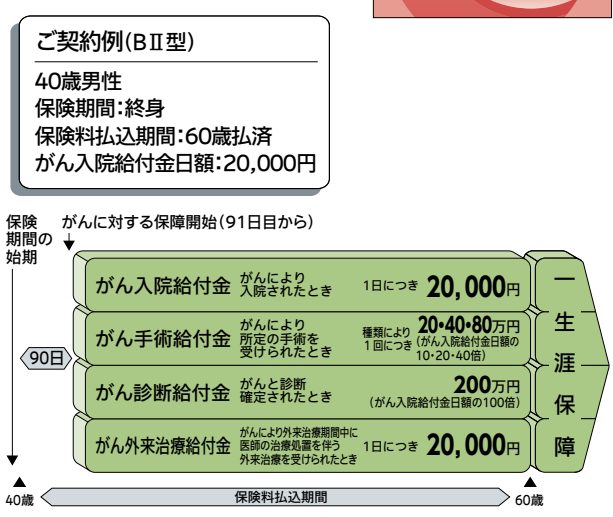 ご契約例(BⅡ型)
40歳男性
保険期間:終身
保険料払込期間:60歳払済
がん入院給付金日額:20,000円
保険
期間の
始期
がんに対する保障開始(91日目から)
90日
がん入院給付金
がんにより
入院されたとき
1日につき 20,000円
がん手術給付金
がんにより
所定の手術を
受けられたとき
種類により
1回につき
20・40・80万円
(がん入院給付金日額の
10・20・40倍)
がん診断給付金
がんと診断
確定されたとき
200万円
(がん入院給付金日額の100倍)
がん外来治療給付金
がんにより外来治療期間中に
医師の治療処置を伴う
外来治療を受けられたとき
1日につき 20,000円
一生涯保障
40歳
保険料払込期間
60歳